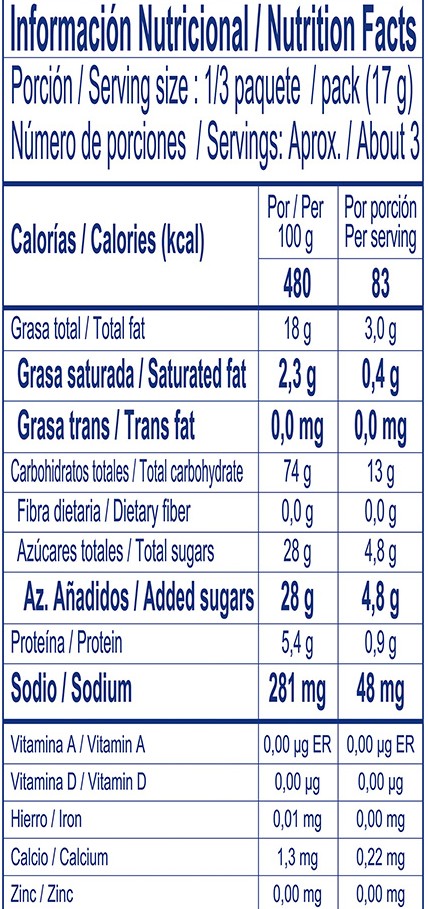 Información Nutricional / Nutrition Facts
Porción / Serving size : 1/3 paquete / pack (17 g)
Número de porciones / Servings: Aprox. / About 3
Calorías / Calories (kcal) Por / Per 100 g Por porción Per serving
480 83
Grasa total / Total fat 18 g 3,0 g
Grasa saturada / Saturated fat 2,3 g 0,4 g
Grasa trans / Trans fat 0,0 mg 0,0 mg
Carbohidratos totales / Total carbohydrate 74 g 13 g
Fibra dietaria / Dietary fiber 0,0 g 0,0 g
Azúcares totales / Total sugars 28 g 4,8 g
Az. Añadidos / Added sugars 28 g 4,8 g
Proteína / Protein 5,4 g 0,9 g
Sodio / Sodium 281 mg 48 mg
Vitamina A / Vitamin A 0,00 µg ER 0,00 µg ER
Vitamina D / Vitamin D 0,00 µg 0,00 µg
Hierro / Iron 0,01 mg 0,00 mg
Calcio / Calcium 1,3 mg 0,22 mg
Zinc / Zinc 0,00 mg 0,00 mg